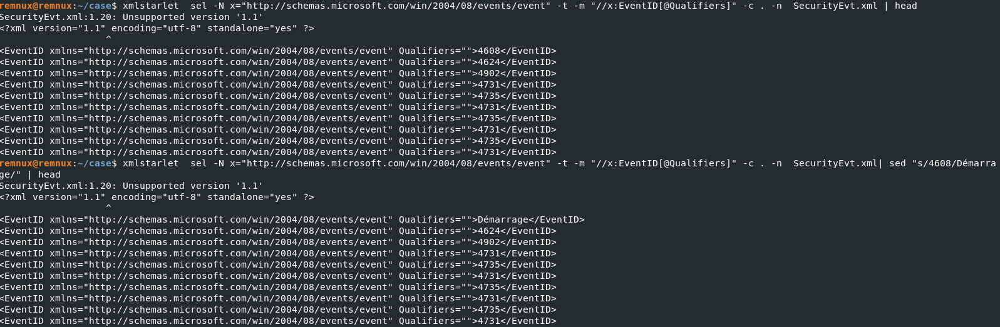 remnux@remnux:~/case$ xmlstarlet  sel -N x="http://schemas.microsoft.com/win/2004/08/events/event" -t -m "//x:EventID[@Qualifiers]" -c . -n  SecurityEvt.xml | head
SecurityEvt.xml:1.20: Unsupported version '1.1'
<?xml version="1.1" encoding="utf-8" standalone="yes" ?>
                   ^
<EventID xmlns="http://schemas.microsoft.com/win/2004/08/events/event" Qualifiers="">4608</EventID>
<EventID xmlns="http://schemas.microsoft.com/win/2004/08/events/event" Qualifiers="">4624</EventID>
<EventID xmlns="http://schemas.microsoft.com/win/2004/08/events/event" Qualifiers="">4902</EventID>
<EventID xmlns="http://schemas.microsoft.com/win/2004/08/events/event" Qualifiers="">4731</EventID>
<EventID xmlns="http://schemas.microsoft.com/win/2004/08/events/event" Qualifiers="">4735</EventID>
<EventID xmlns="http://schemas.microsoft.com/win/2004/08/events/event" Qualifiers="">4731</EventID>
<EventID xmlns="http://schemas.microsoft.com/win/2004/08/events/event" Qualifiers="">4735</EventID>
<EventID xmlns="http://schemas.microsoft.com/win/2004/08/events/event" Qualifiers="">4731</EventID>
<EventID xmlns="http://schemas.microsoft.com/win/2004/08/events/event" Qualifiers="">4735</EventID>
<EventID xmlns="http://schemas.microsoft.com/win/2004/08/events/event" Qualifiers="">4731</EventID>
remnux@remnux:~/case$ xmlstarlet  sel -N x="http://schemas.microsoft.com/win/2004/08/events/event" -t -m "//x:EventID[@Qualifiers]" -c . -n  SecurityEvt.xml| sed "s/4608/Démarra
ge/" | head
SecurityEvt.xml:1.20: Unsupported version '1.1'
<?xml version="1.1" encoding="utf-8" standalone="yes" ?>
                   ^
<EventID xmlns="http://schemas.microsoft.com/win/2004/08/events/event" Qualifiers="">Démarrage</EventID>
<EventID xmlns="http://schemas.microsoft.com/win/2004/08/events/event" Qualifiers="">4624</EventID>
<EventID xmlns="http://schemas.microsoft.com/win/2004/08/events/event" Qualifiers="">4902</EventID>
<EventID xmlns="http://schemas.microsoft.com/win/2004/08/events/event" Qualifiers="">4731</EventID>
<EventID xmlns="http://schemas.microsoft.com/win/2004/08/events/event" Qualifiers="">4735</EventID>
<EventID xmlns="http://schemas.microsoft.com/win/2004/08/events/event" Qualifiers="">4731</EventID>
<EventID xmlns="http://schemas.microsoft.com/win/2004/08/events/event" Qualifiers="">4735</EventID>
<EventID xmlns="http://schemas.microsoft.com/win/2004/08/events/event" Qualifiers="">4731</EventID>
<EventID xmlns="http://schemas.microsoft.com/win/2004/08/events/event" Qualifiers="">4735</EventID>
<EventID xmlns="http://schemas.microsoft.com/win/2004/08/events/event" Qualifiers="">4731</EventID>